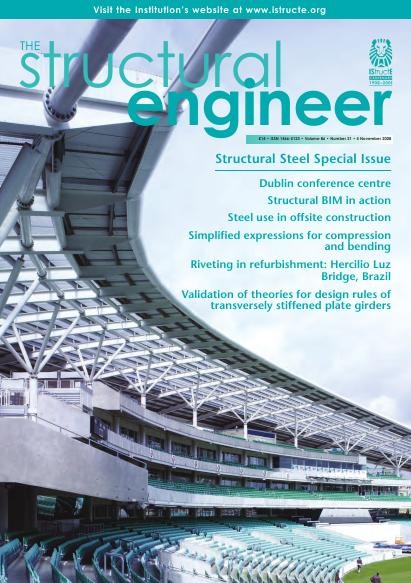 Visit the Institution's website at www.istructe.org
THE
structural
engineer
IStructE
CENTENARY
1908-2008
£14 • ISSN 1466-5123 • Volume 86 • Number 21 • 4 November 2008
Structural Steel Special Issue
Dublin conference centre
Structural BIM in action
Steel use in offsite construction
Simplified expressions for compression
and bending
Riveting in refurbishment: Hercilio Luz
Bridge, Brazil
Validation of theories for design rules of
transversely stiffened plate girders